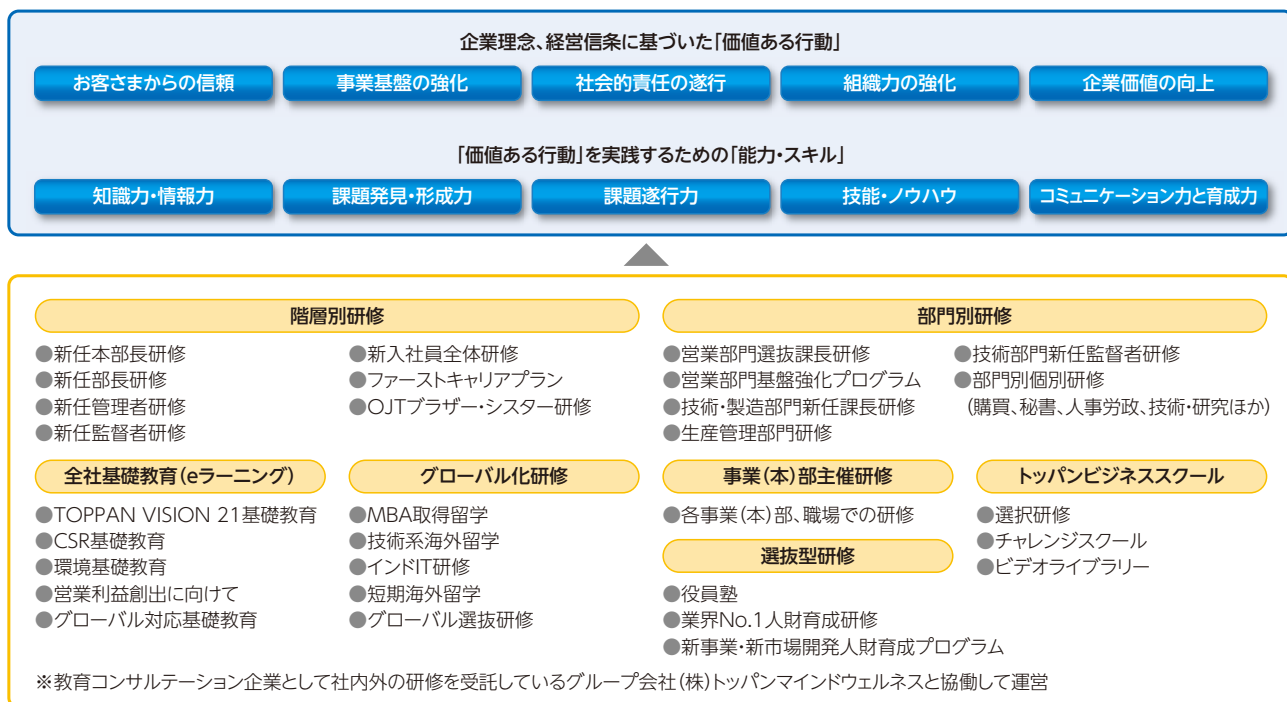 企業理念、経営信条に基づいた「価値ある行動」
お客さまからの信頼
事業基盤の強化
社会的責任の遂行
組織力の強化
企業価値の向上
「価値ある行動」を実践するための「能力・スキル」
知識力・情報力
課題発見・形成力
課題遂行力
技能・ノウハウ
コミュニケーション力と育成力
階層別研修
●新任本部長研修
●新任部長研修
●新任管理者研修
●新任監督者研修
●新入社員全体研修
●ファーストキャリアプラン
●OJTブラザー・シスター研修
部門別研修
●営業部門選抜課長研修
●営業部門基盤強化プログラム
●技術・製造部門新任課長研修
●生産管理部門研修
●技術部門新任監督者研修
●部門別個別研修
(購買、秘書、人事労政、技術・研究ほか)
全社基礎教育(eラーニング)
●TOPPAN VISION 21基礎教育
●CSR基礎教育
●環境基礎教育
●営業利益創出に向けて
●グローバル対応基礎教育
グローバル化研修
●MBA取得留学
●技術系海外留学
●インドIT研修
●短期海外留学
●グローバル選抜研修
事業(本)部主催研修
●各事業(本)部、職場での研修
選抜型研修
●役員塾
●業界No.1人財育成研修
●新事業・新市場開発人財育成プログラム
トッパンビジネススクール
●選択研修
●チャレンジスクール
●ビデオライブラリー
※教育コンサルテーション企業として社内外の研修を受託しているグループ会社(株)トッパンマインドウェルネスと協働して運営